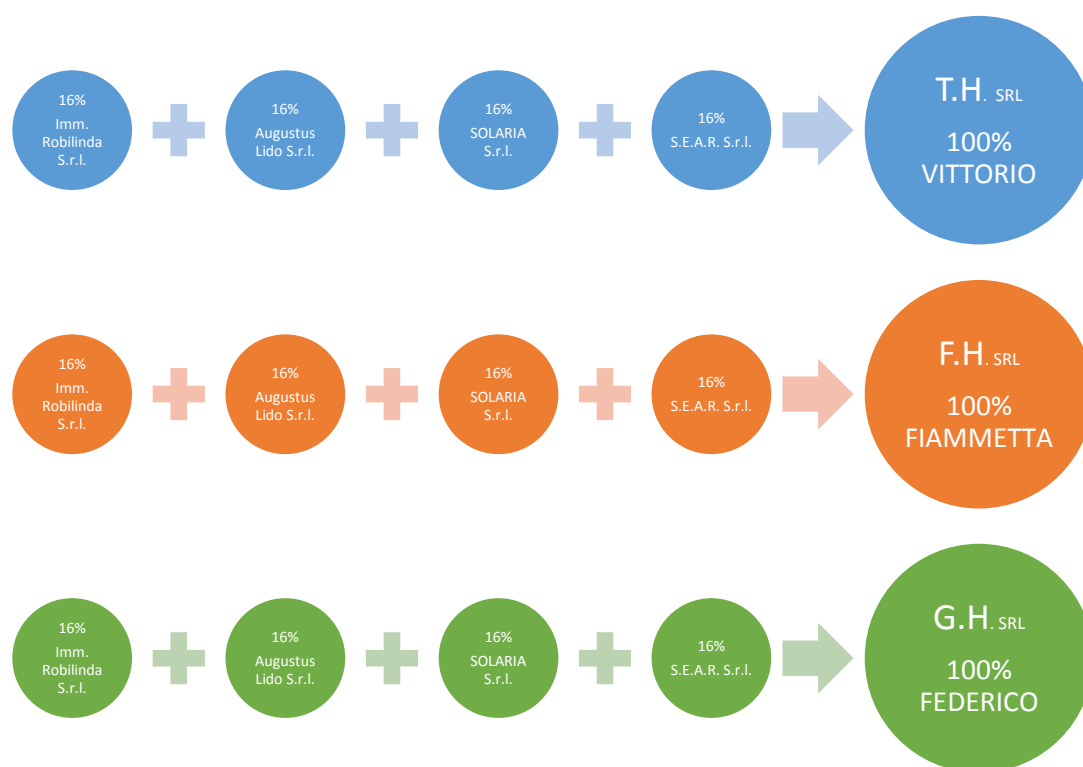 16%
Imm.
Robilinda
S.r.l.
16%
Augustus
Lido S.r.l.
16%
SOLARIA
S.r.l.
16%
S.E.A.R. S.r.l.
T.H. SRL
100%
VITTORIO
16%
Imm.
Robilinda
S.r.l.
16%
Augustus
Lido S.r.l.
16%
SOLARIA
S.r.l.
16%
S.E.A.R. S.r.l.
F.H. SRL
100%
FIAMMETTA
16%
Imm.
Robilinda
S.r.l.
16%
Augustus
Lido S.r.l.
16%
SOLARIA
S.r.l.
16%
S.E.A.R. S.r.l.
G.H. SRL
100%
FEDERICO